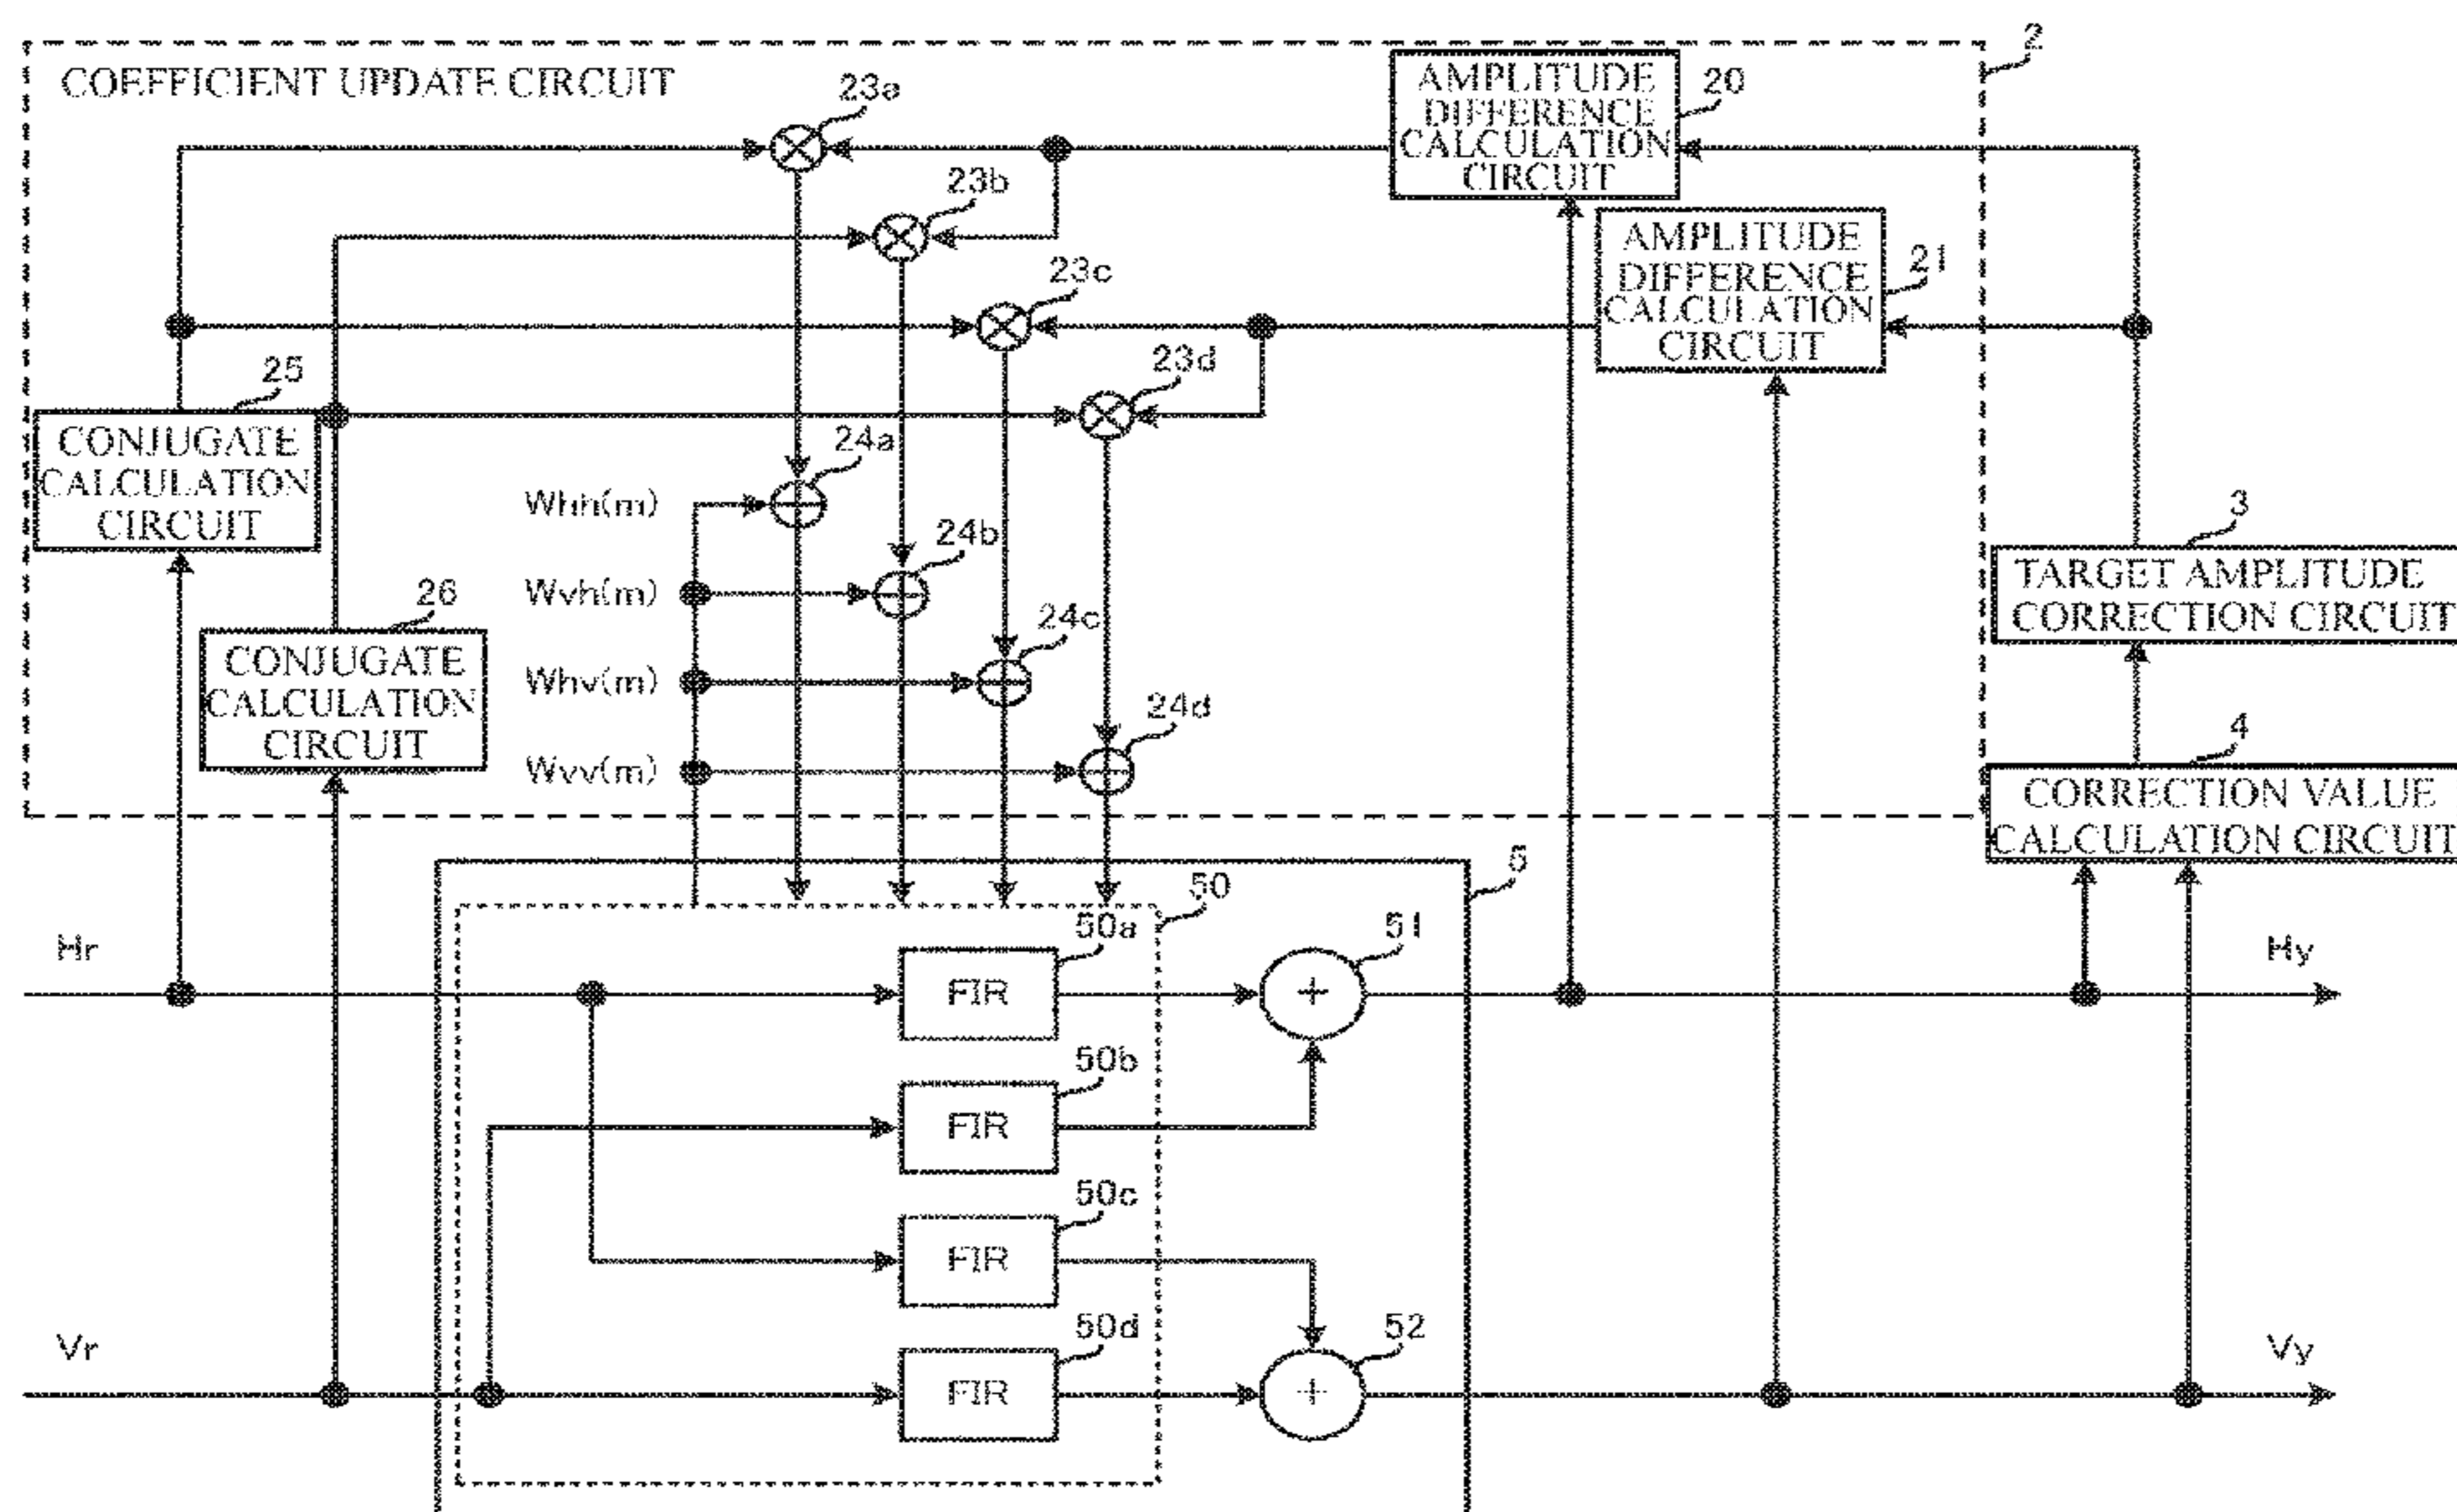 2
COEFFICIENT UPDATE CIRCUIT
23a
AMPLITUDE
DIFFERENCE
CALCULATION
CIRCUIT
20
23b
AMPLITUDE
DIFFERENCE
CALCULATION
CIRCUIT
21
23c
23d
25
CONJUGATE
CALCULATION
CIRCUIT
24a
Whh(m)
24b
3
TARGET AMPLITUDE
CORRECTION CIRCUIT
26
CONJUGATE
CALCULATION
CIRCUIT
Wvh(m)
24c
Whv(m)
24d
4
CORRECTION VALUE
CALCULATION CIRCUIT
Wvv(m)
5
50
50a
51
Hr
FIR
+
Hy
50b
FIR
50c
FIR
50d
52
Vr
FIR
+
Vy